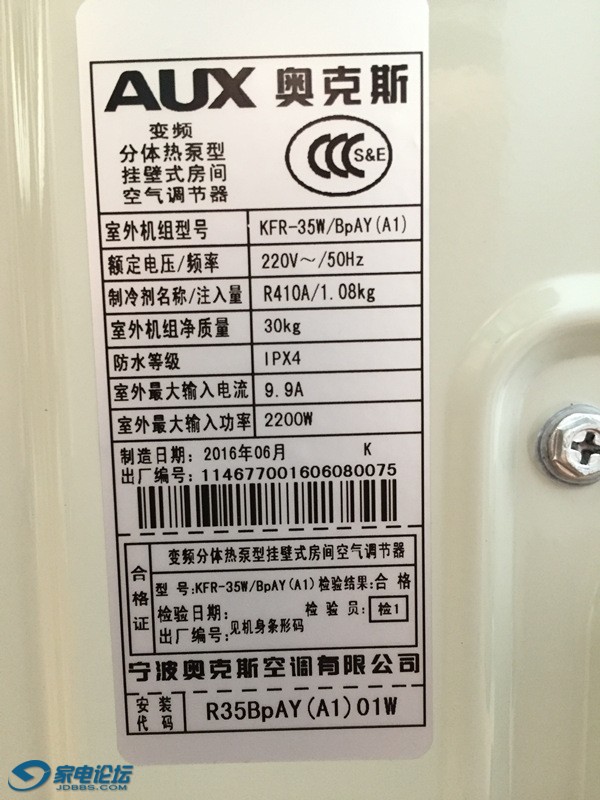 AUX 奥克斯
变频
分体热泵型
挂壁式房间
空气调节器
CCC S&E
室外机组型号 KFR-35W/BpAY(A1)
额定电压/频率 220V～/50Hz
制冷剂名称/注入量 R410A/1.08kg
室外机组净质量 30kg
防水等级 IPX4
室外最大输入电流 9.9A
室外最大输入功率 2200W
制造日期: 2016年06月 K
出厂编号: 114677001606080075
合格证
变频分体热泵型挂壁式房间空气调节器
型 号:KFR-35W/BpAY(A1) 检验结果:合 格
检验日期: 检 验 员: 检1
出厂编号: 见机身条形码
宁波奥克斯空调有限公司
安装代码 R35BpAY(A1)01W
家电论坛
JDBBS.COM